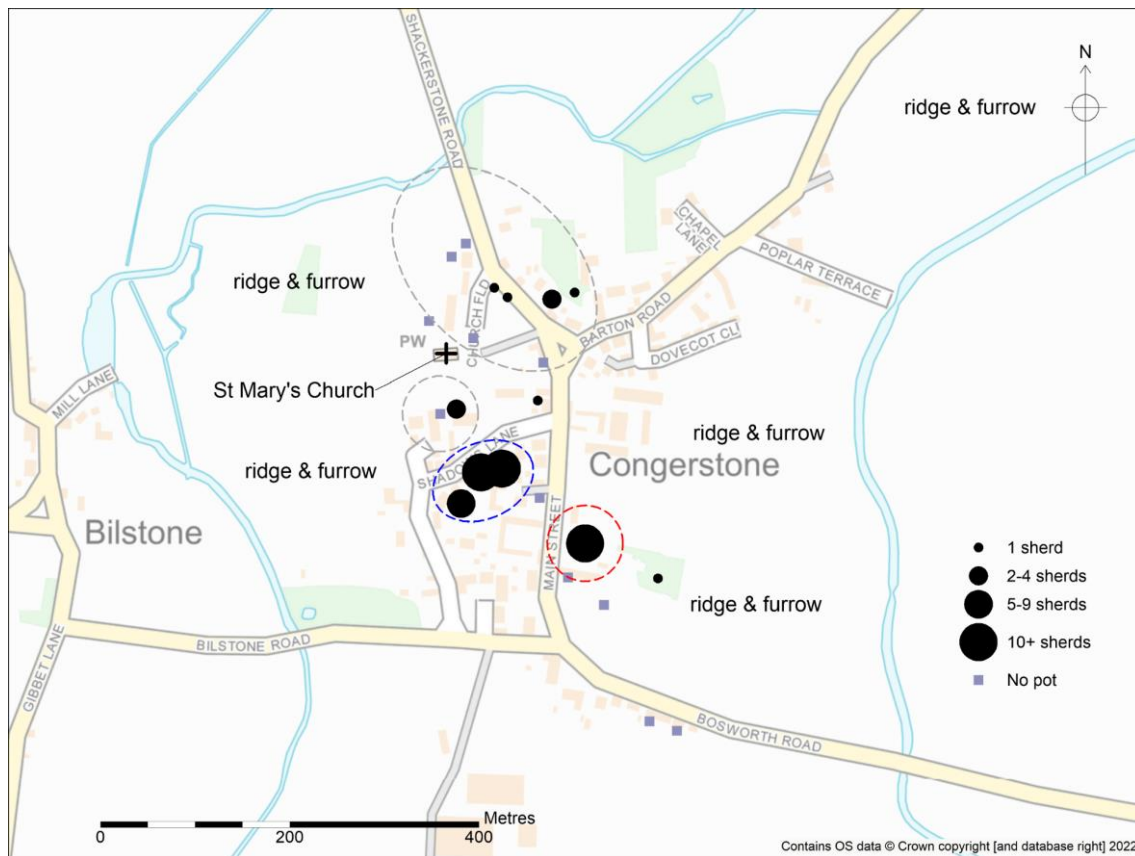 SHACKERSTONE ROAD
N
ridge & furrow
CHAPEL
LANE
POPLAR TERRACE
ridge & furrow
CHURCH FLD
BARTON ROAD
PW
DOVECOT CL
MILL LANE
St Mary's Church
ridge & furrow
ridge & furrow
SHADOWS LANE
Congerstone
Bilstone
MAIN STREET
1 sherd
2-4 sherds
ridge & furrow
5-9 sherds
GIBBET LANE
BILSTONE ROAD
10+ sherds
No pot
BOSWORTH ROAD
Metres
0
200
400
Contains OS data © Crown copyright [and database right] 2022